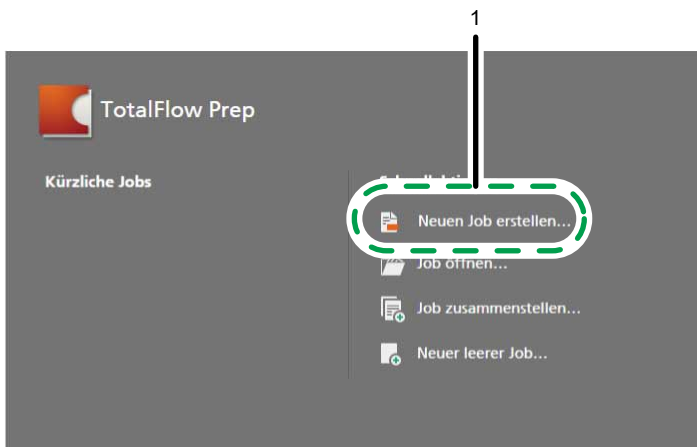 1
TotalFlow Prep
Kürzliche Jobs
Neuen Job erstellen...
Job öffnen...
Job zusammenstellen...
Neuer leerer Job...